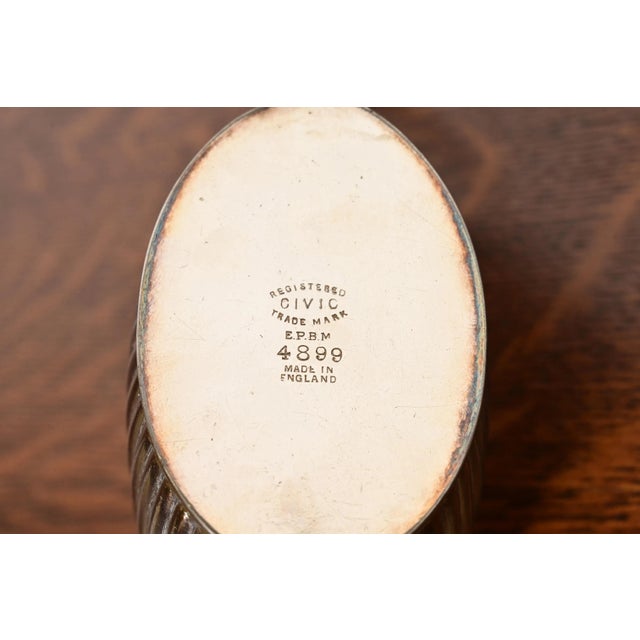 REGISTERED
CIVIC
TRADE MARK
E.P.B.M
4899
MADE IN
ENGLAND